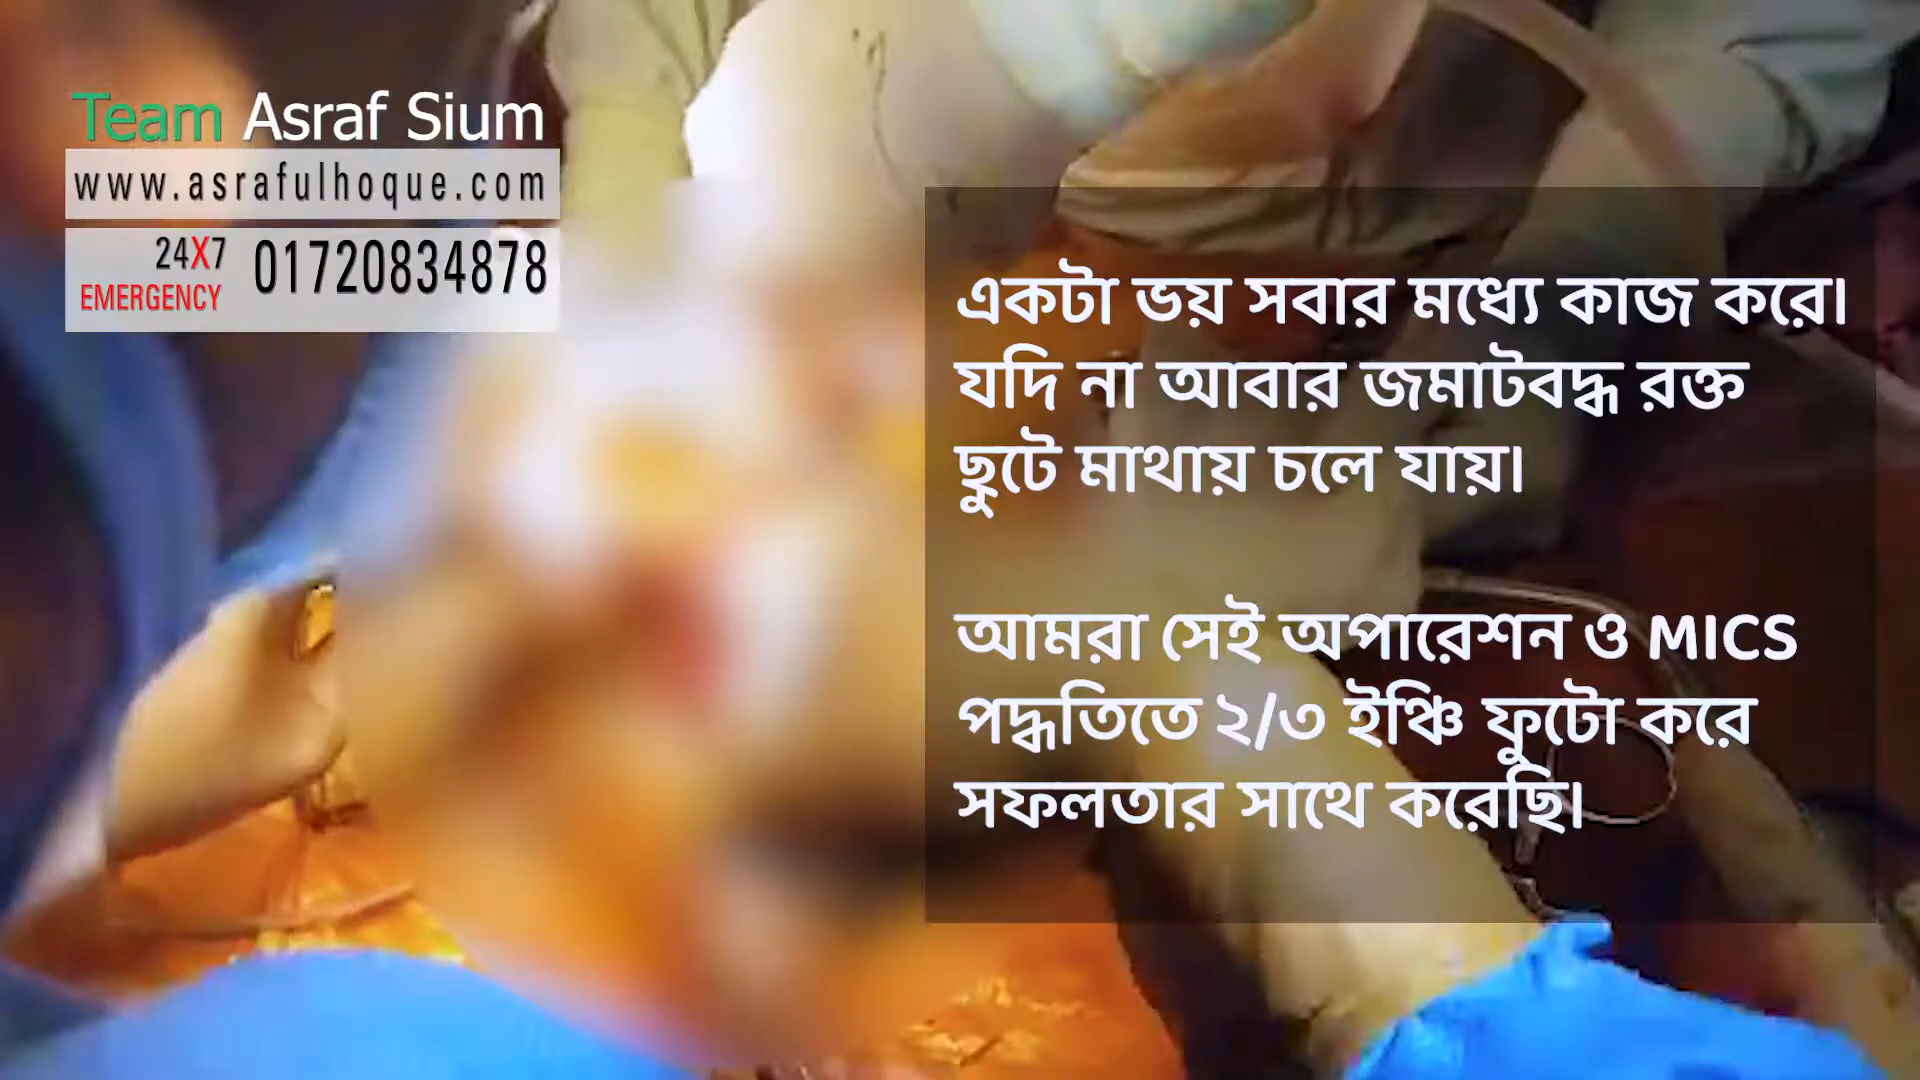 Team Asraf Sium
www.asrafulhoque.com
24X7 EMERGENCY 01720834878
একটা ভয় সবার মধ্যে কাজ করে।
যদি না আবার জমাটবদ্ধ রক্ত
ছুটে মাথায় চলে যায়।
আমরা সেই অপারেশন ও MICS
পদ্ধতিতে ২/৩ ইঞ্চি ফুটো করে
সফলতার সাথে করেছি।